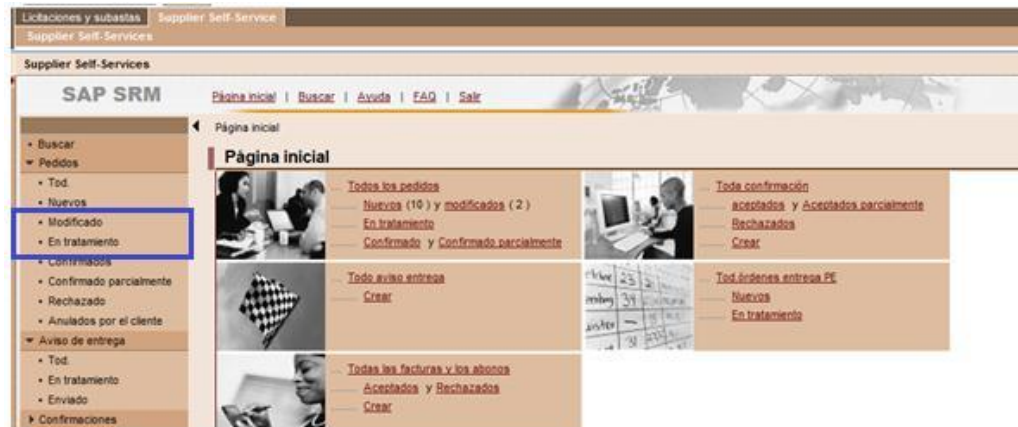 Licitaciones y subastas Supplier Self-Service
Supplier Self-Services
Supplier Self-Services
SAP SRM
Página inicial | Buscar | Ayuda | FAQ | Salir
Página inicial
Página inicial
Buscar
Pedidos
Tod.
Nuevos
Modificado
En tratamiento
Confirmados
Confirmado parcialmente
Rechazado
Anulados por el cliente
Aviso de entrega
Tod.
En tratamiento
Enviado
Confirmaciones
Todos los pedidos
Nuevos (10) y modificados (2)
En tratamiento
Confirmado y Confirmado parcialmente
Toda confirmación
aceptados y Aceptados parcialmente
Rechazados
Crear
Todo aviso entrega
Crear
23
34
31
Tod.órdenes entrega PE
Nuevos
En tratamiento
Todas las facturas y los abonos
Aceptados y Rechazados
Crear